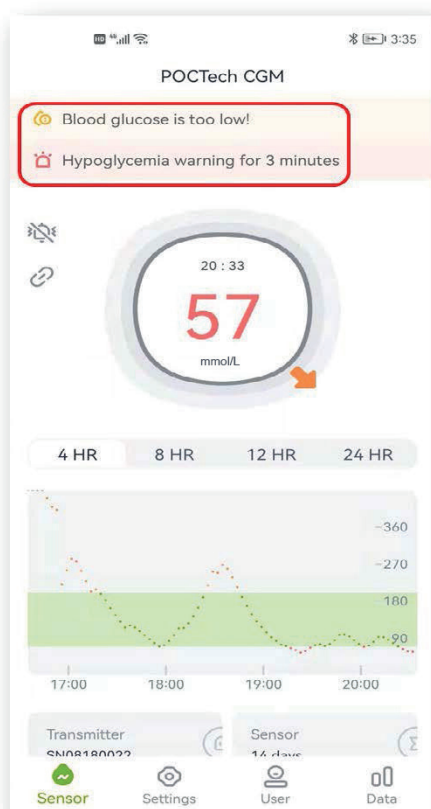 3:35
POCTech CGM
Blood glucose is too low!
Hypoglycemia warning for 3 minutes
20 : 33
57
mmol/L
4 HR 8 HR 12 HR 24 HR
360
270
180
90
17:00 18:00 19:00 20:00
Transmitter Sensor
SN08180022 14 days
Sensor Settings User Data